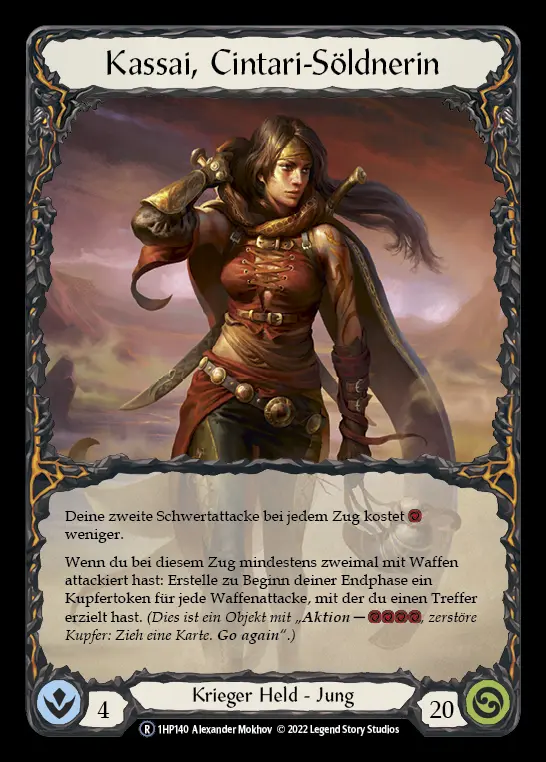 Kassai, Cintari-Söldnerin
Deine zweite Schwertattacke bei jedem Zug kostet
weniger.
Wenn du bei diesem Zug mindestens zweimal mit Waffen
attackiert hast: Erstelle zu Beginn deiner Endphase ein
Kupfertoken für jede Waffenattacke, mit der du einen Treffer
erzielt hast. (Dies ist ein Objekt mit „Aktion — , zerstöre
Kupfer: Zieh eine Karte. Go again“.)
Krieger Held - Jung
4
20
R 1HP140 Alexander Mokhov © 2022 Legend Story Studios